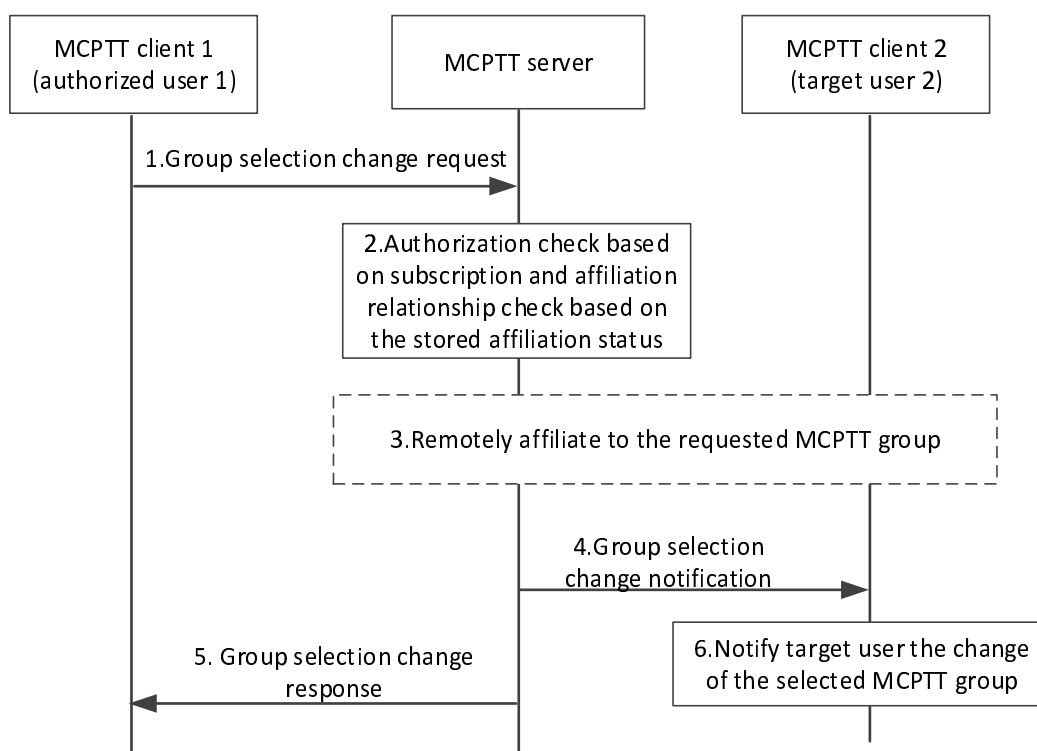 MCPTT client 1
(authorized user 1)
MCPTT server
MCPTT client 2
(target user 2)
1.Group selection change request
2.Authorization check based
on subscription and affiliation
relationship check based on
the stored affiliation status
3.Remotely affiliate to the requested MCPTT group
4.Group selection
change notification
5. Group selection change
response
6.Notify target user the change
of the selected MCPTT group